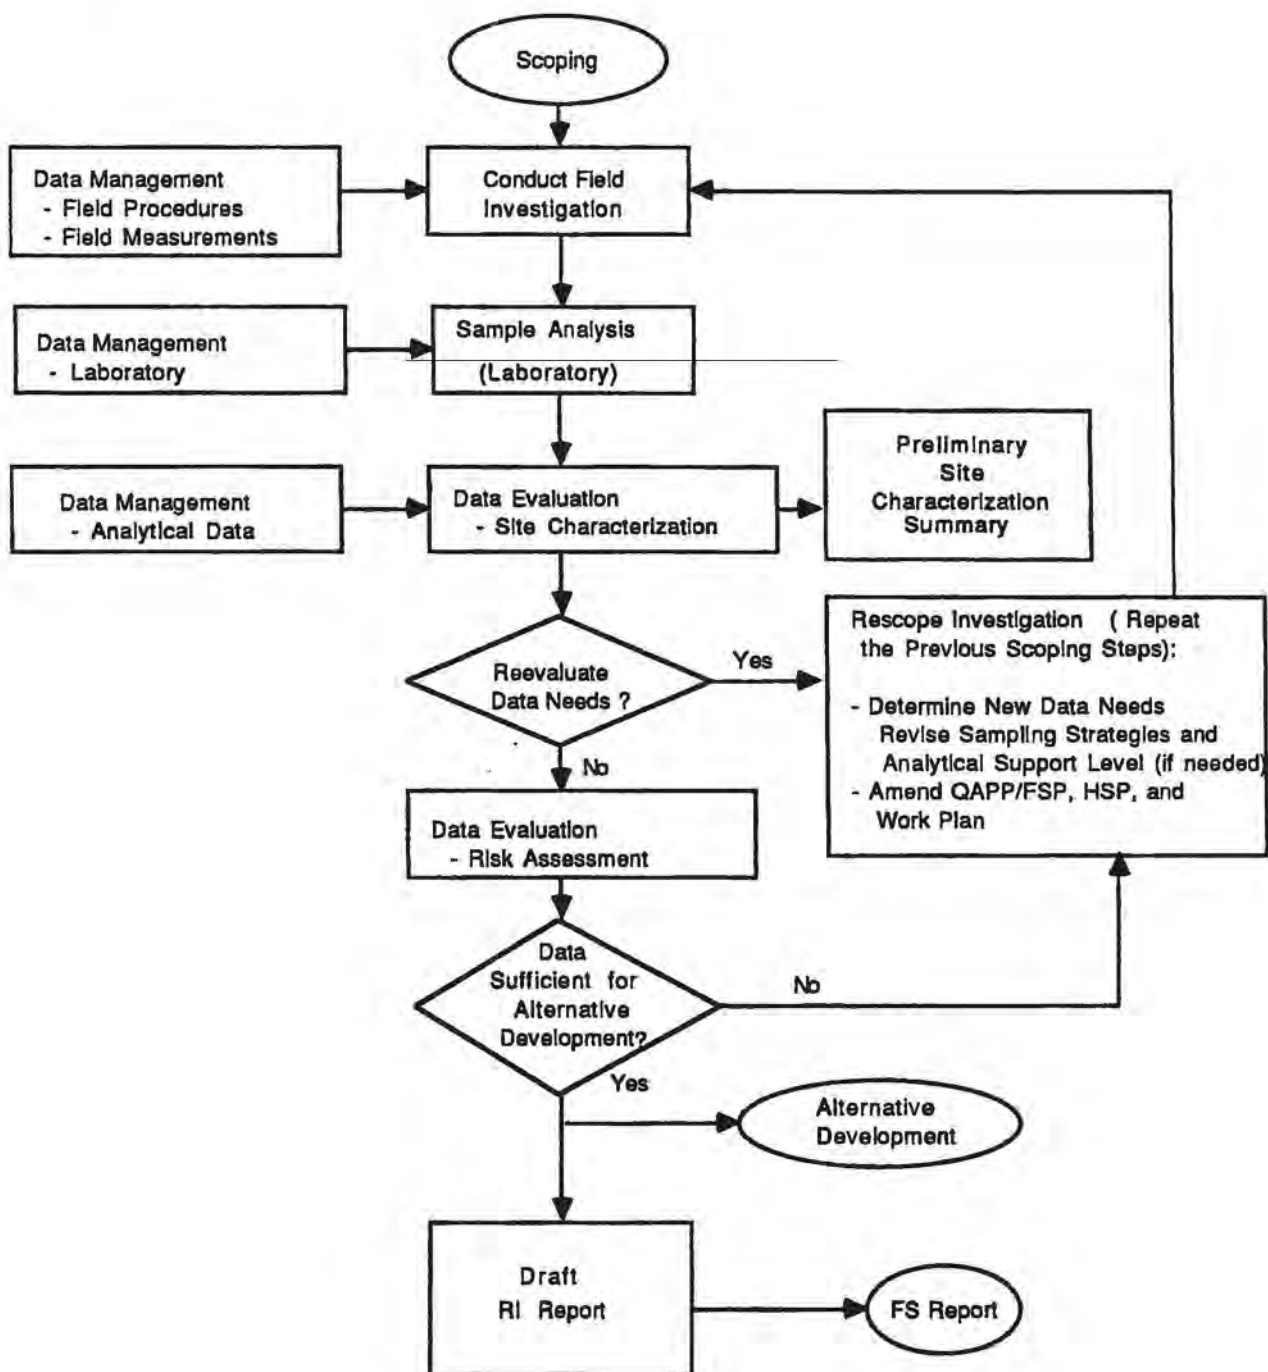 Scoping
Data Management
- Field Procedures
- Field Measurements
Conduct Field
Investigation
Data Management
- Laboratory
Sample Analysis
(Laboratory)
Data Management
- Analytical Data
Data Evaluation
- Site Characterization
Preliminary
Site
Characterization
Summary
Reevaluate
Data Needs ?
Yes
No
Rescope Investigation ( Repeat
the Previous Scoping Steps):
- Determine New Data Needs
Revise Sampling Strategies and
Analytical Support Level (if needed)
- Amend QAPP/FSP, HSP, and
Work Plan
Data Evaluation
- Risk Assessment
Data
Sufficient for
Alternative
Development?
No
Yes
Alternative
Development
Draft
RI Report
FS Report